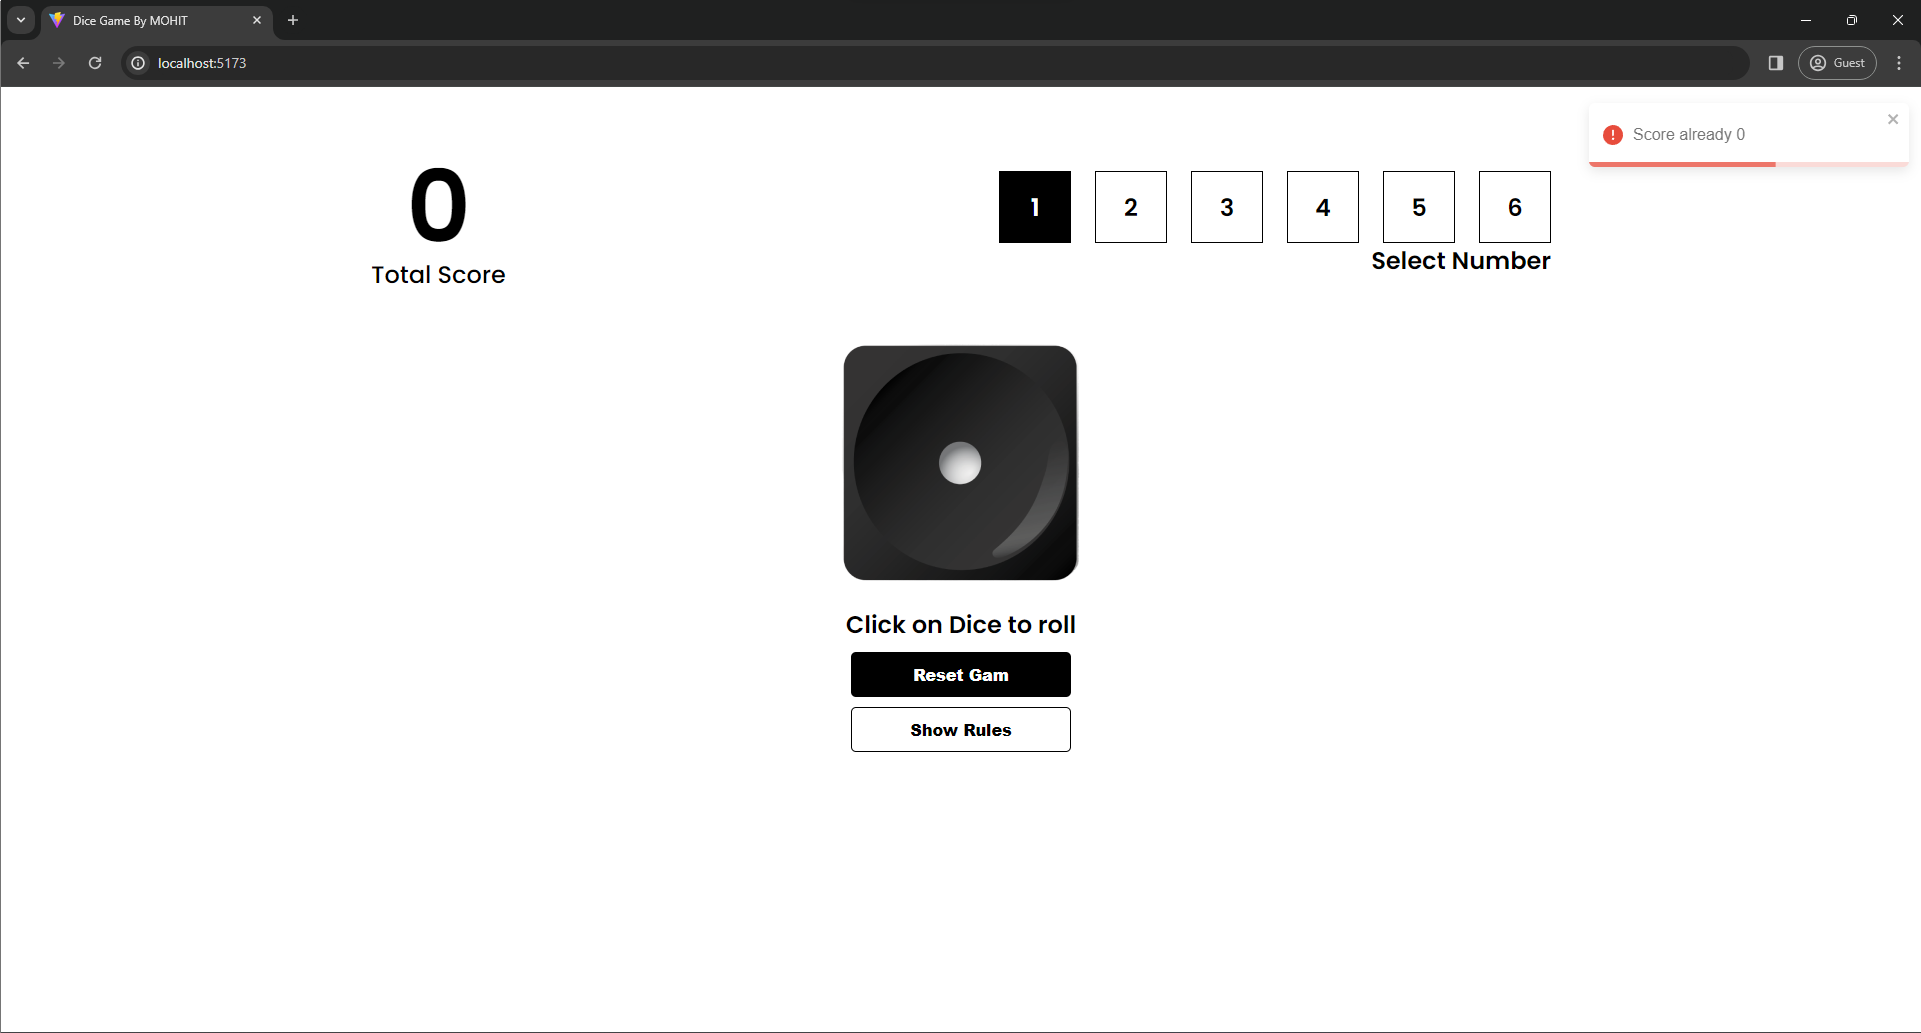 Dice Game By MOHIT
localhost:5173
Guest
Score already 0
0
Total Score
1 2 3 4 5 6
Select Number
Click on Dice to roll
Reset Gam
Show Rules